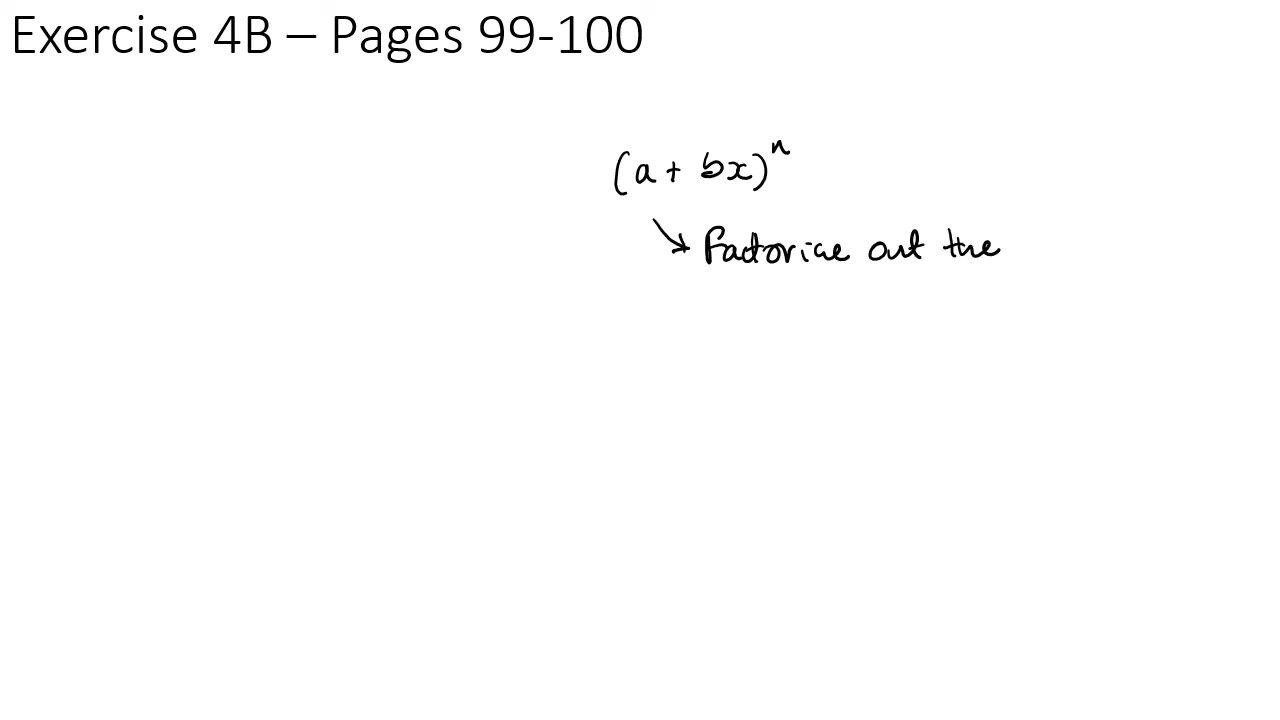 Exercise 4B – Pages 99-100
(a + bx)ⁿ
↘ Factorise out the